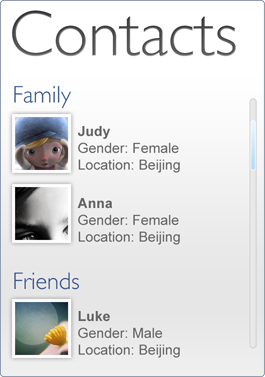 Contacts
Family
Judy
Gender: Female
Location: Beijing
Anna
Gender: Female
Location: Beijing
Friends
Luke
Gender: Male
Location: Beijing